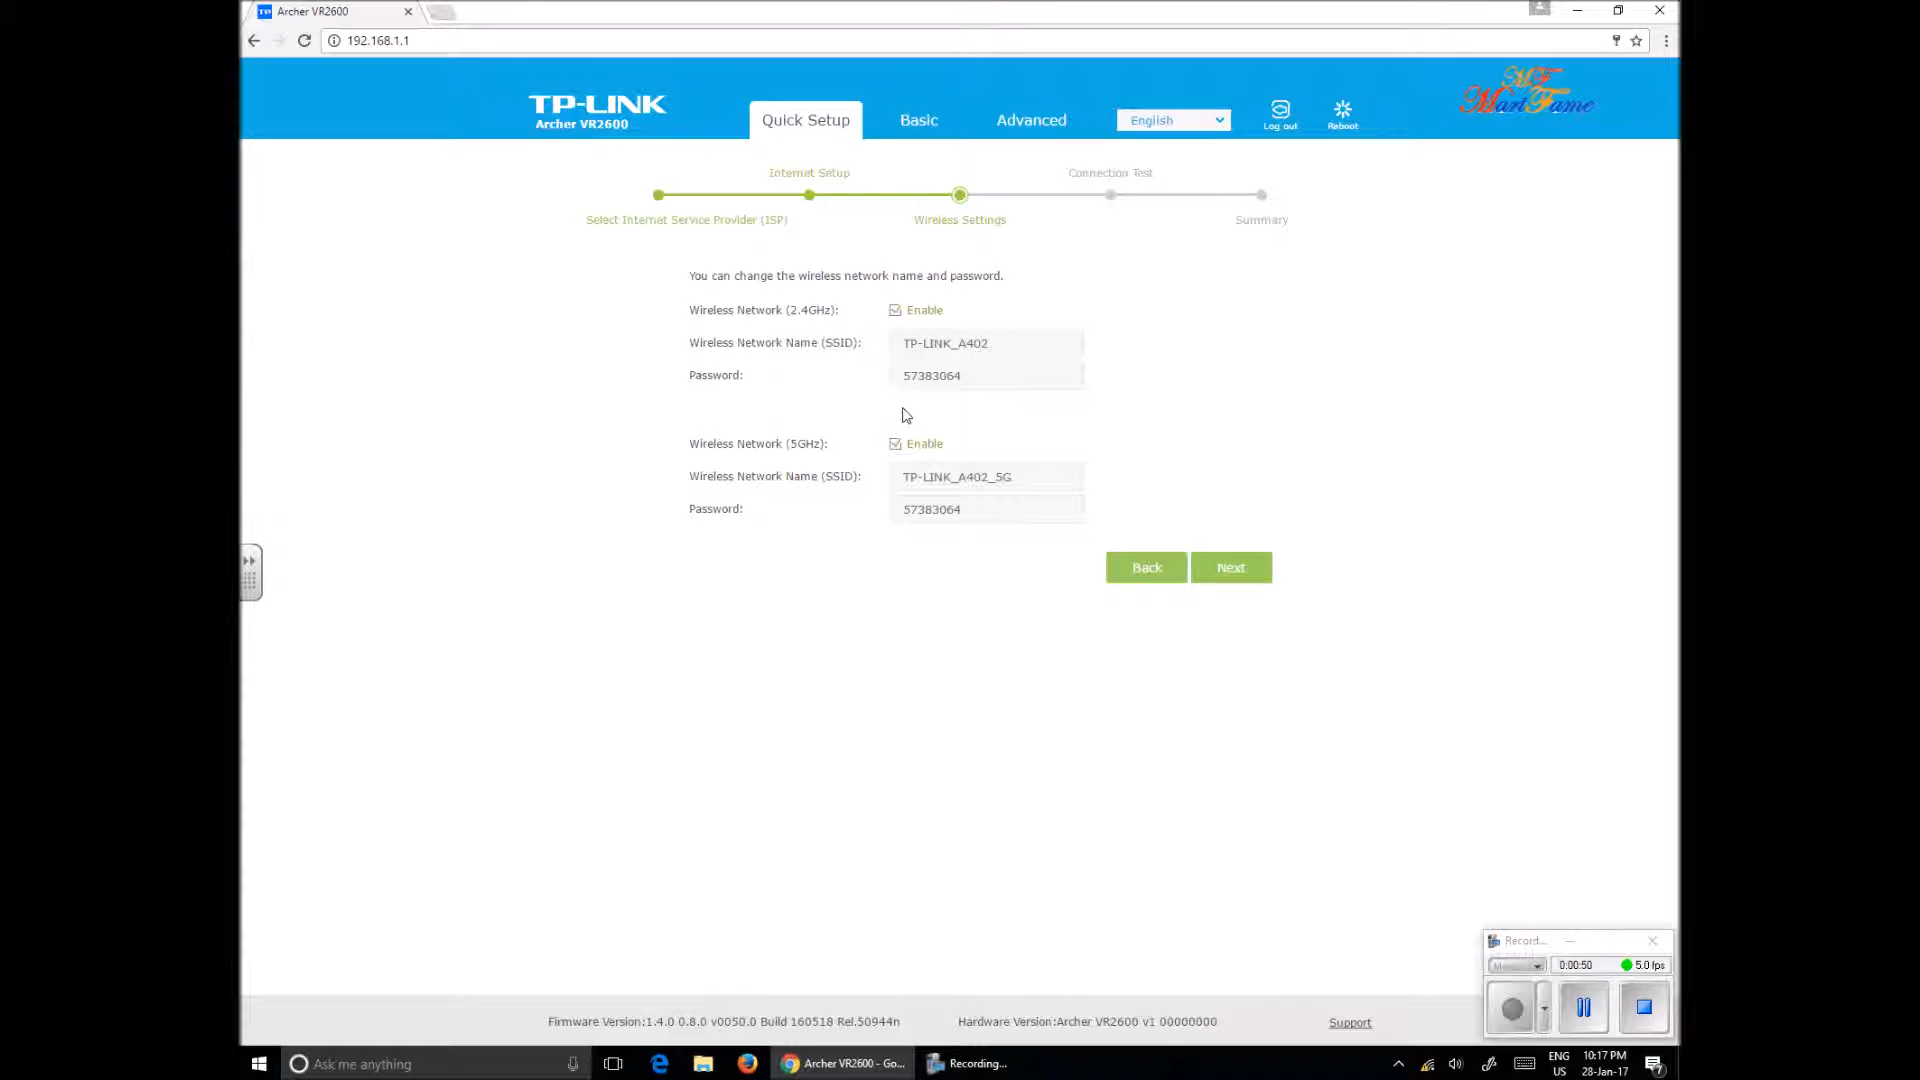 Archer VR2600
192.168.1.1
TP-LINK
Archer VR2600
Quick Setup
Basic
Advanced
English
Log out
Reboot
MF
MartFame
Internet Setup
Connection Test
Select Internet Service Provider (ISP)
Wireless Settings
Summary
You can change the wireless network name and password.
Wireless Network (2.4GHz): Enable
Wireless Network Name (SSID): TP-LINK_A402
Password: 57383064
Wireless Network (5GHz): Enable
Wireless Network Name (SSID): TP-LINK_A402_5G
Password: 57383064
Back Next
Record...
0:00:50 5.0 fps
Firmware Version:1.4.0 0.8.0 v0050.0 Build 160518 Rel.50944n Hardware Version:Archer VR2600 v1 00000000 Support
Ask me anything
Archer VR2600 - Go...
Recording...
ENG
US
10:17 PM
28-Jan-17
7